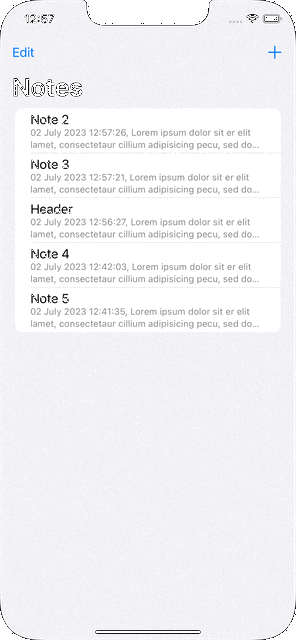 12:57
Edit
Notes
Note 2
02 July 2023 12:57:26, Lorem ipsum dolor sit er elit
lamet, consectetaur cillium adipisicing pecu, sed do...
Note 3
02 July 2023 12:57:21, Lorem ipsum dolor sit er elit
lamet, consectetaur cillium adipisicing pecu, sed do...
Header
02 July 2023 12:56:27, Lorem ipsum dolor sit er elit
lamet, consectetaur cillium adipisicing pecu, sed do...
Note 4
02 July 2023 12:42:03, Lorem ipsum dolor sit er elit
lamet, consectetaur cillium adipisicing pecu, sed do...
Note 5
02 July 2023 12:41:35, Lorem ipsum dolor sit er elit
lamet, consectetaur cillium adipisicing pecu, sed do...